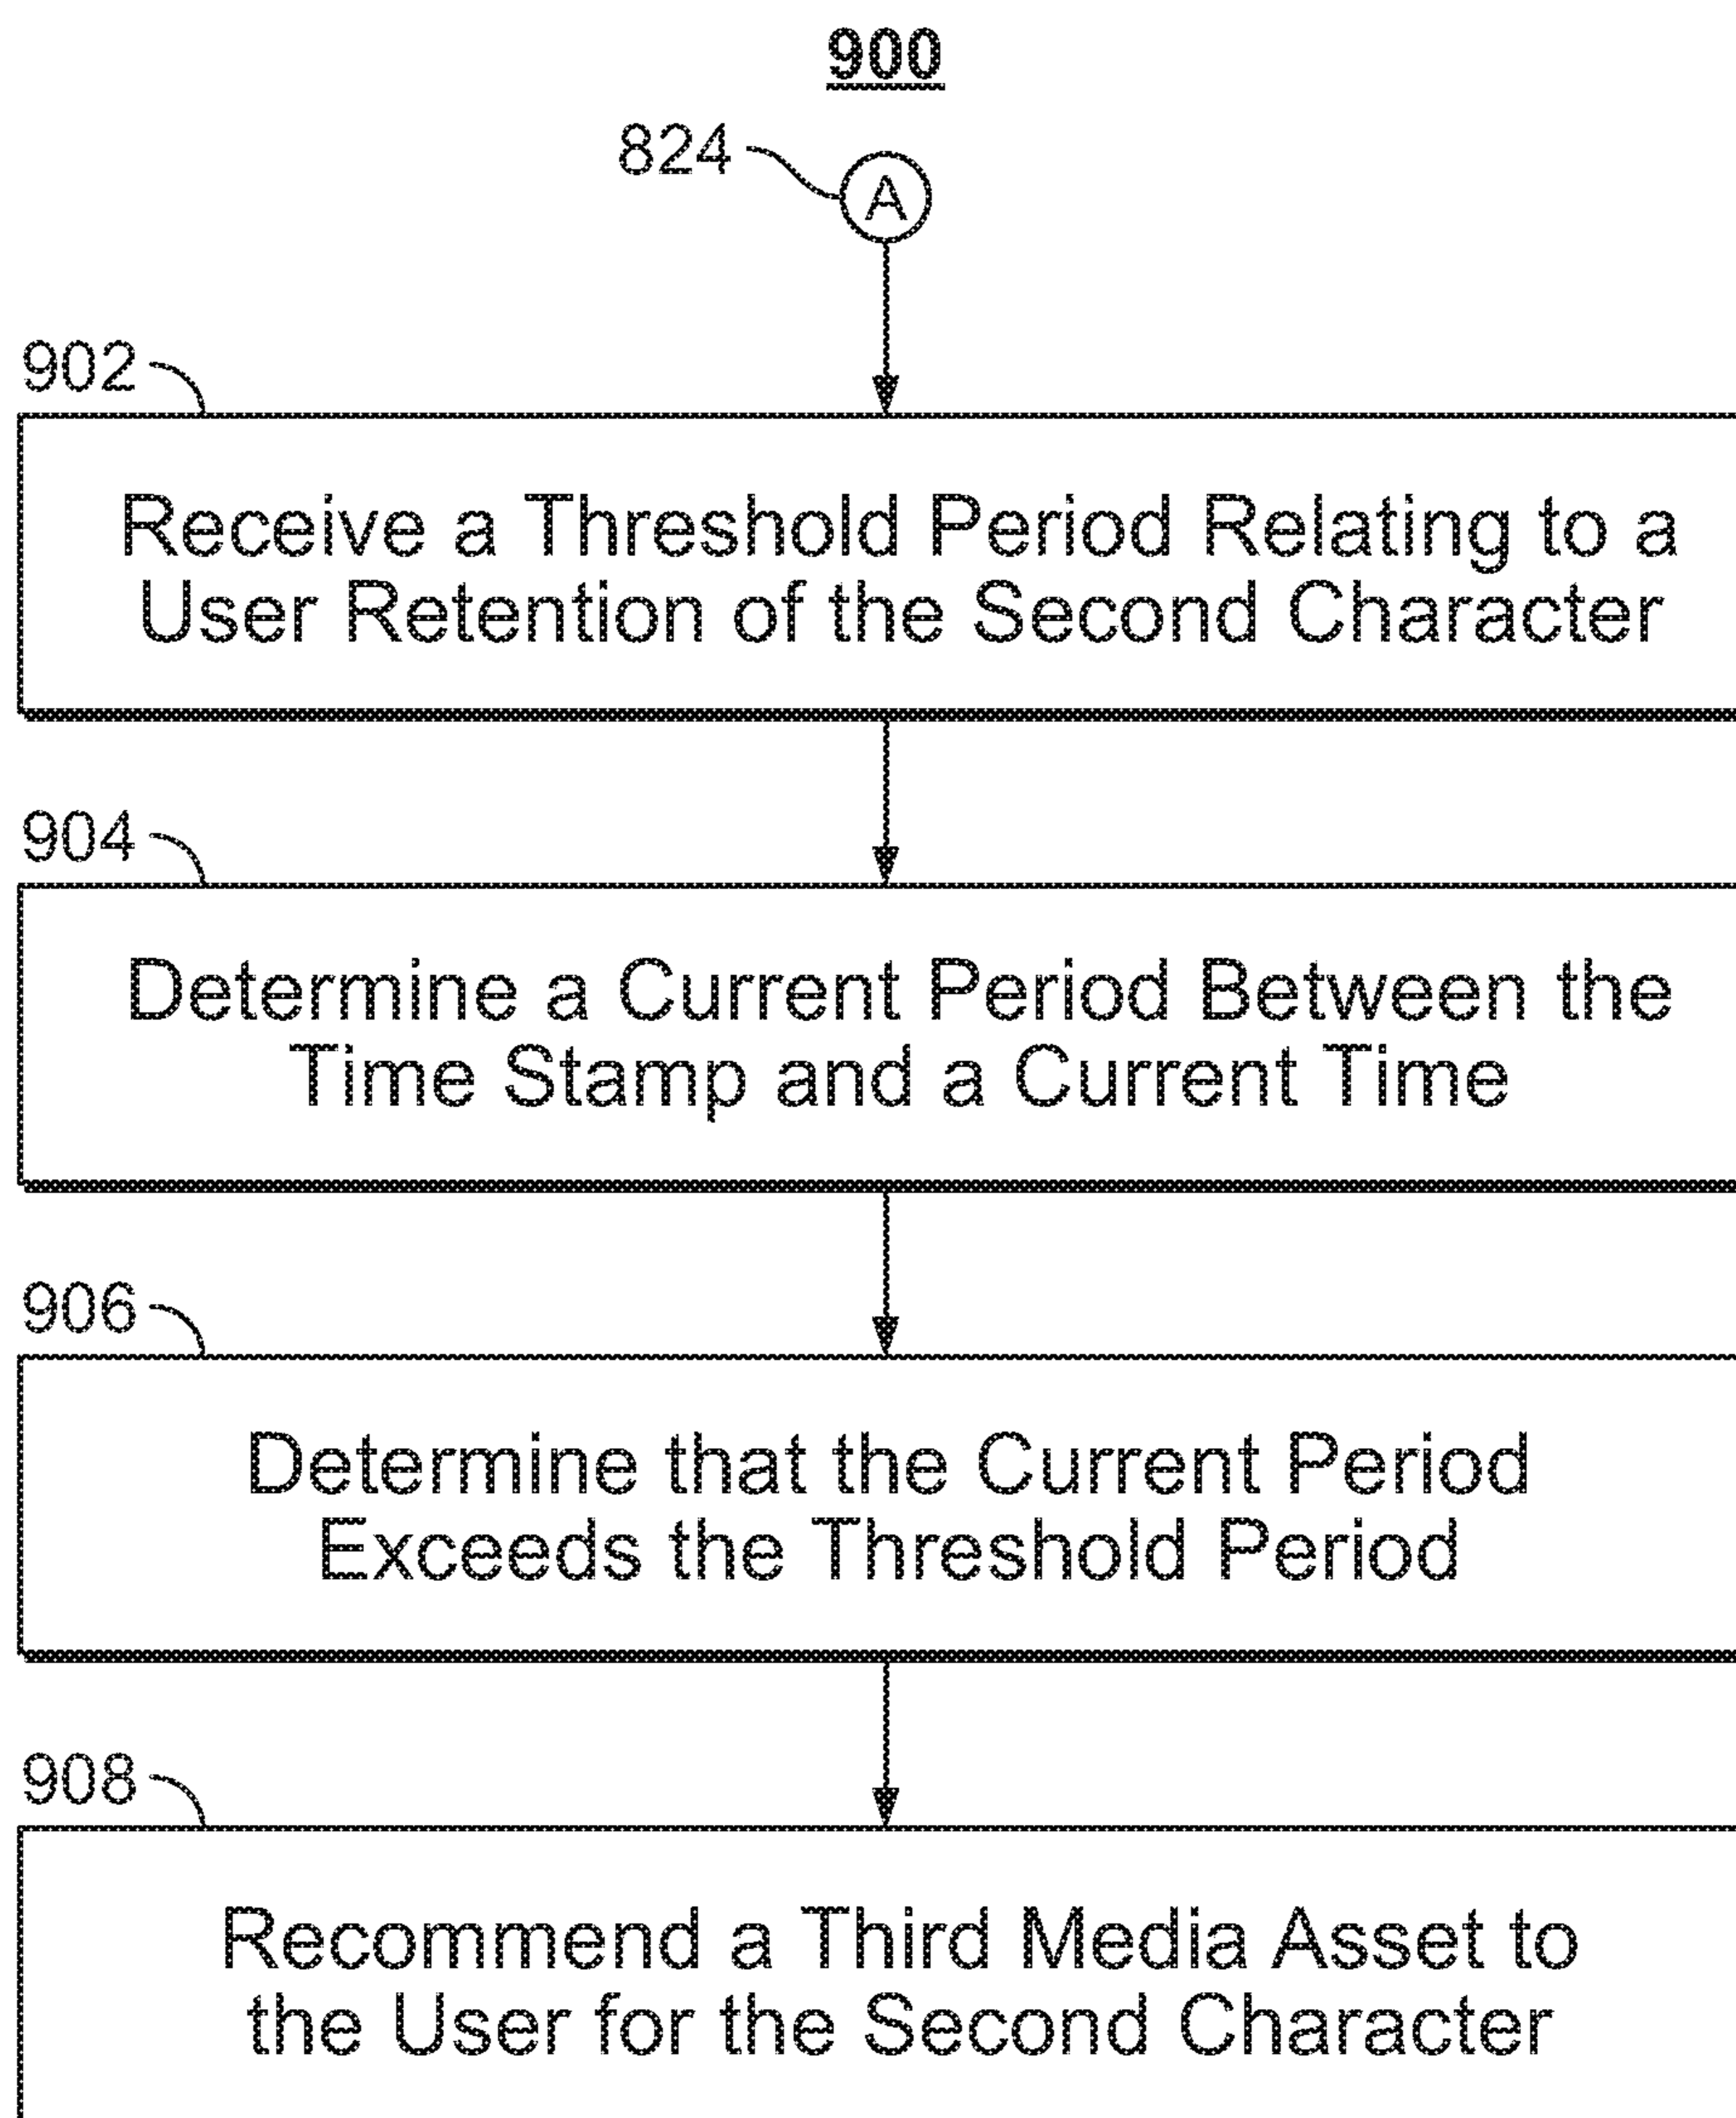 900
824
A
902
Receive a Threshold Period Relating to a
User Retention of the Second Character
904
Determine a Current Period Between the
Time Stamp and a Current Time
906
Determine that the Current Period
Exceeds the Threshold Period
908
Recommend a Third Media Asset to
the User for the Second Character